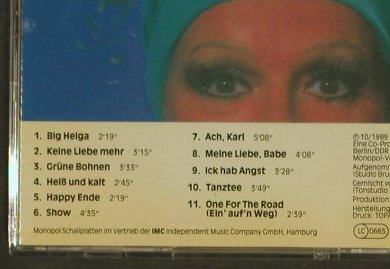 1. Big Helga 2'19"
2. Keine Liebe mehr 3'15"
3. Grüne Bohnen 3'33"
4. Heiß und kalt 2'45"
5. Happy Ende 2'19"
6. Show 4'35"
7. Ach, Karl 5'08"
8. Meine Liebe, Babe 4'08"
9. Ick hab Angst 3'28"
10. Tanztee 3'49"
11. One For The Road
(Ein' auf'n Weg) 2'39"
Ⓟ© 10/1989
Eine Co-Pro
Berlin/DDR
Monopol-V
Aufgenomm
(Studio Bru
Gemischt v
(Tonstudio
Produktion
Herstellung
Druck: TOP
LC 0665
Monopol Schallplatten im Vertrieb der IMC Independent Music Company GmbH, Hamburg